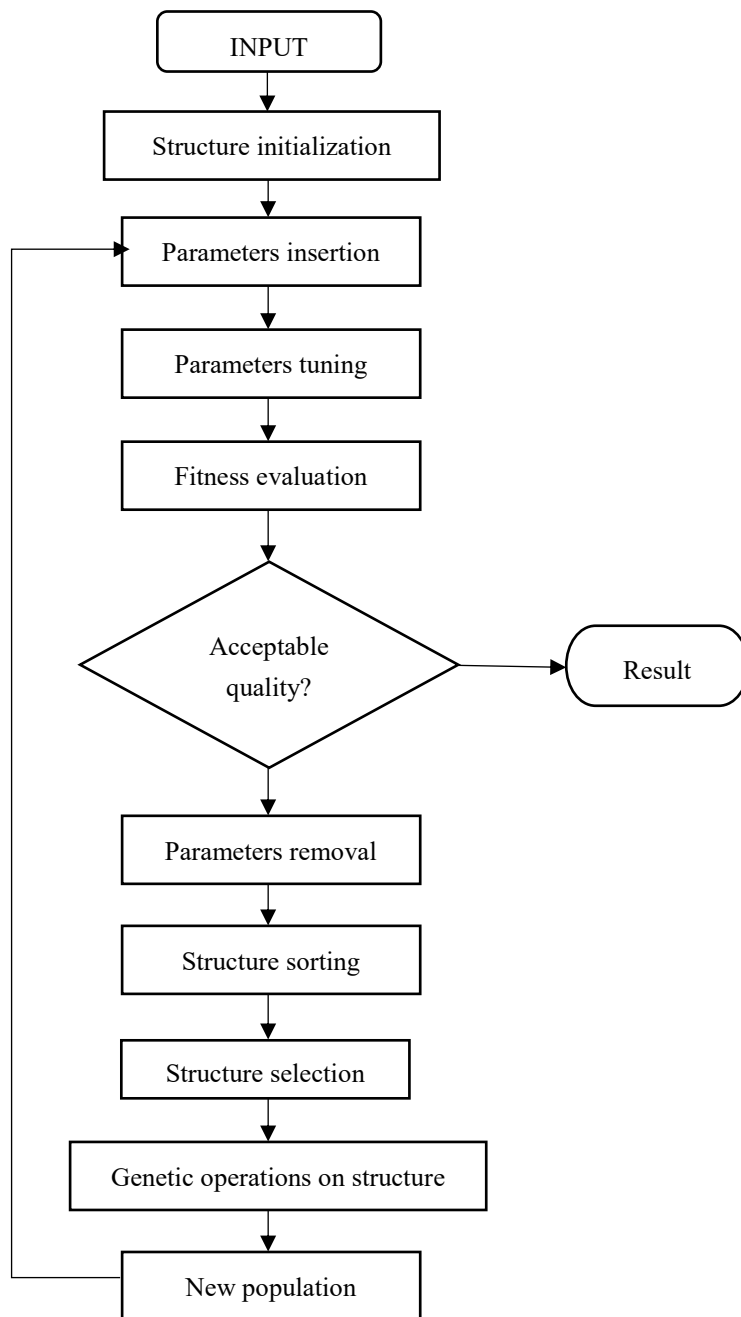 INPUT
Structure initialization
Parameters insertion
Parameters tuning
Fitness evaluation
Acceptable
quality?
Result
Parameters removal
Structure sorting
Structure selection
Genetic operations on structure
New population